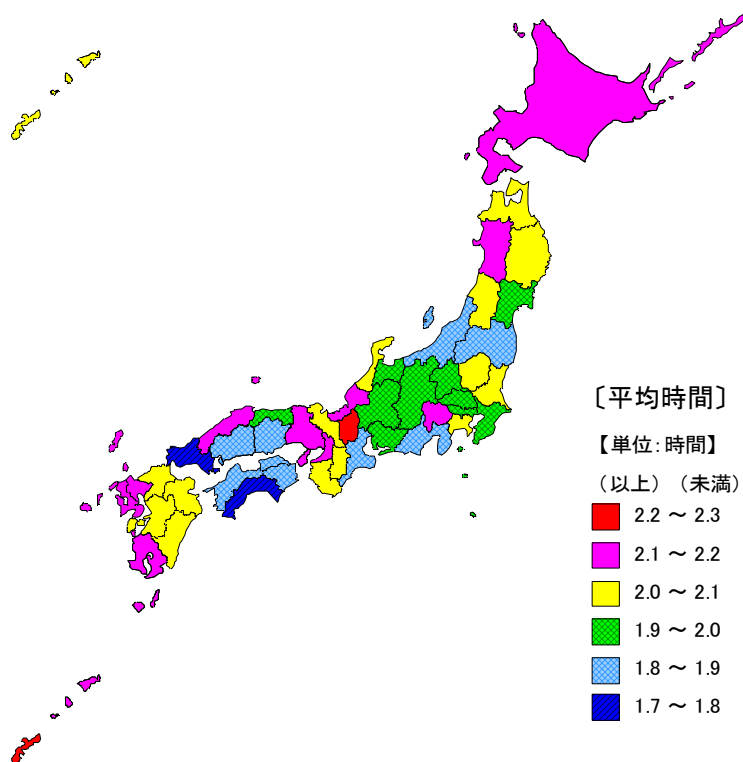 〔平均時間〕
【単位:時間】
（以上）（未満）
2.2 ～ 2.3
2.1 ～ 2.2
2.0 ～ 2.1
1.9 ～ 2.0
1.8 ～ 1.9
1.7 ～ 1.8